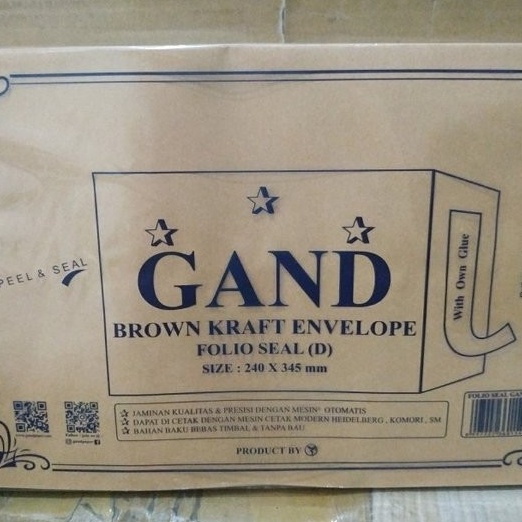 GAND
BROWN KRAFT ENVELOPE
FOLIO SEAL (D)
SIZE : 240 X 345 mm
With Own Glue
PEEL & SEAL
JAMINAN KUALITAS & PRESISI DENGAN MESIN² OTOMATIS
DAPAT DI CETAK DENGAN MESIN CETAK MODERN HEIDELBERG , KOMORI , SM
BAHAN BAKU BEBAS TIMBAL & TANPA BAU
PRODUCT BY
FOLIO SEAL